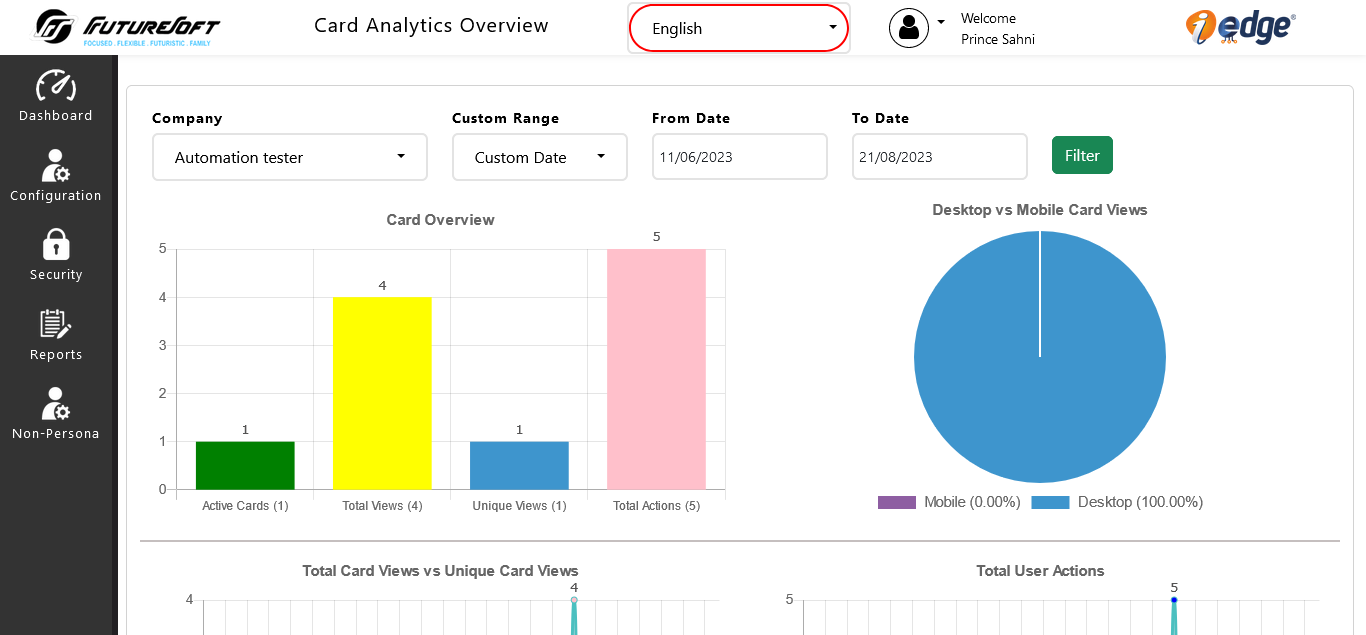 FUTURESOFT
FOCUSED . FLEXIBLE . FUTURISTIC . FAMILY
Card Analytics Overview
English
Welcome
Prince Sahni
iedge®
Dashboard
Configuration
Security
Reports
Non-Persona
Company
Custom Range
From Date
To Date
Automation tester
Custom Date
11/06/2023
21/08/2023
Filter
Card Overview
5
4
3
2
1
0
1
4
1
5
Active Cards (1)
Total Views (4)
Unique Views (1)
Total Actions (5)
Desktop vs Mobile Card Views
Mobile (0.00%)
Desktop (100.00%)
Total Card Views vs Unique Card Views
4
4
Total User Actions
5
5